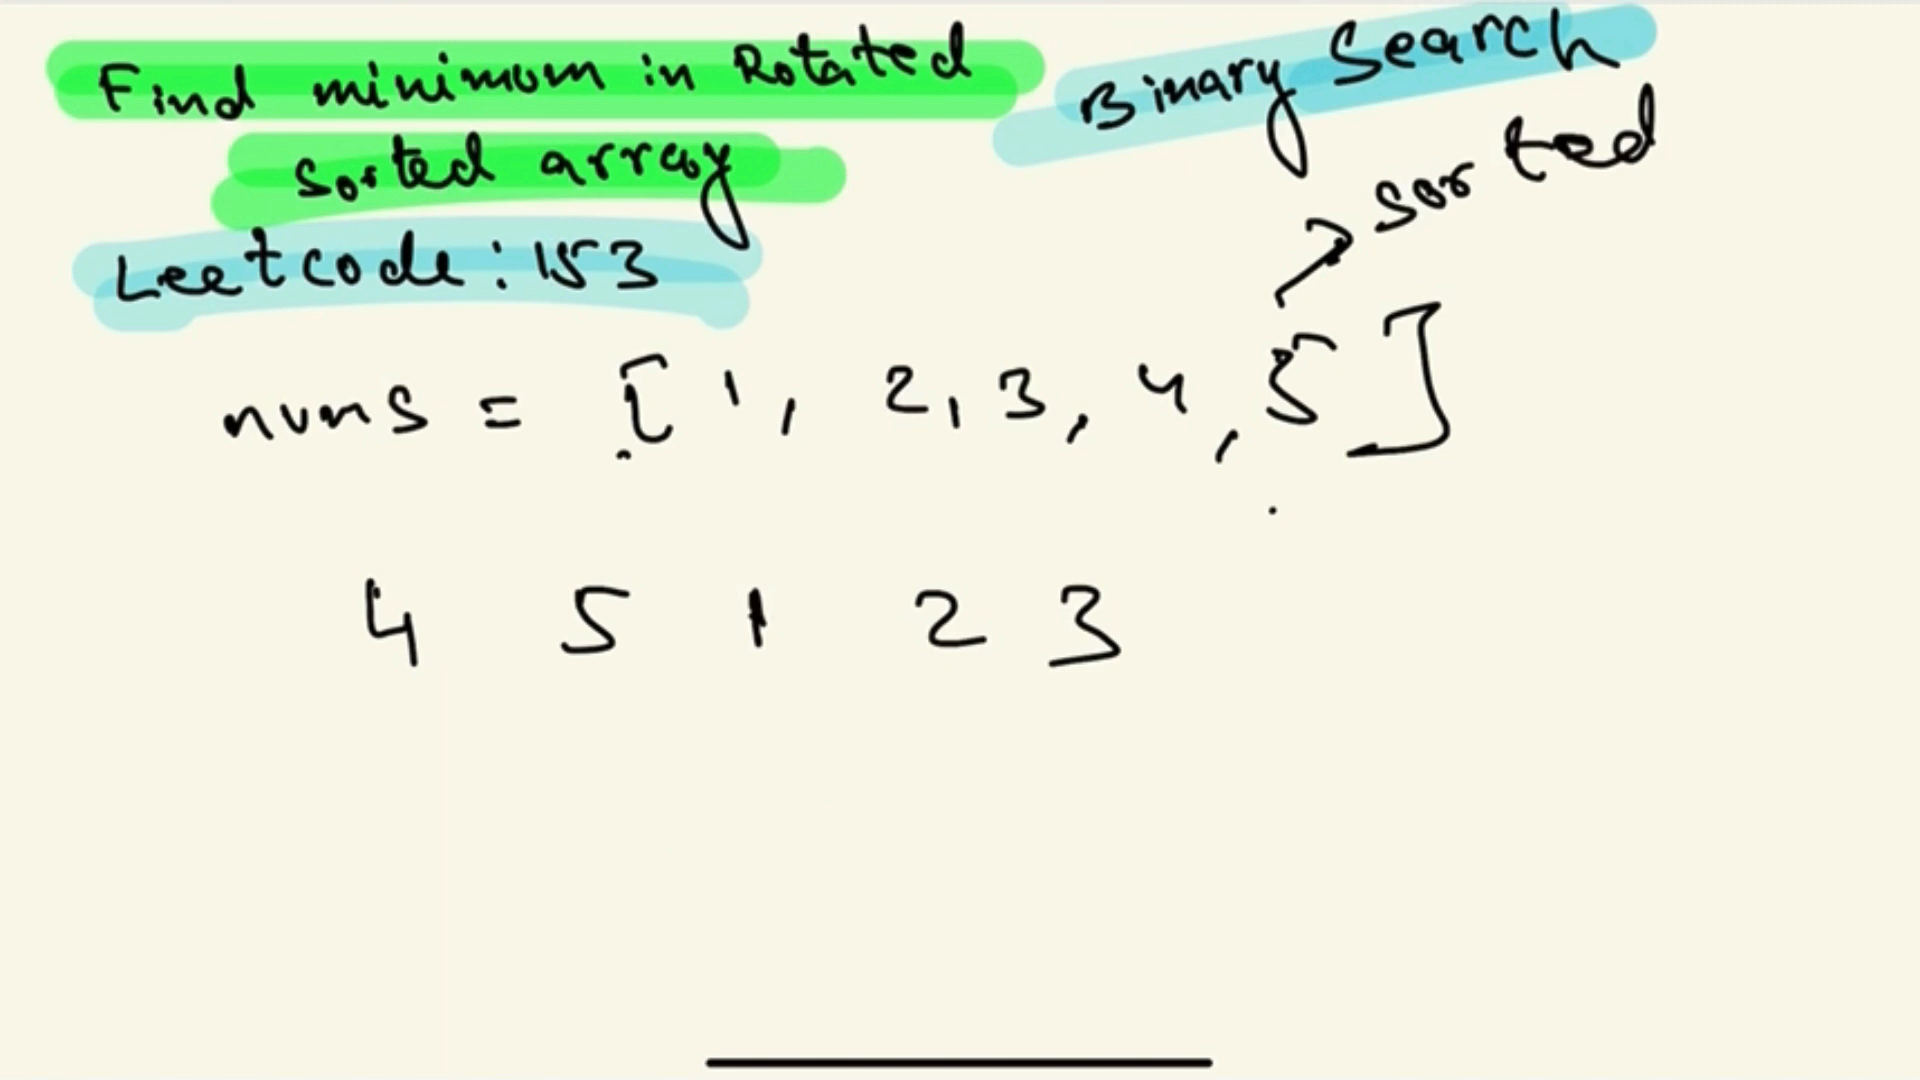 Find minimum in Rotated
sorted array
Leetcode: 153
Binary Search
sorted
nums = [1, 2, 3, 4, 5]
4 5 1 2 3